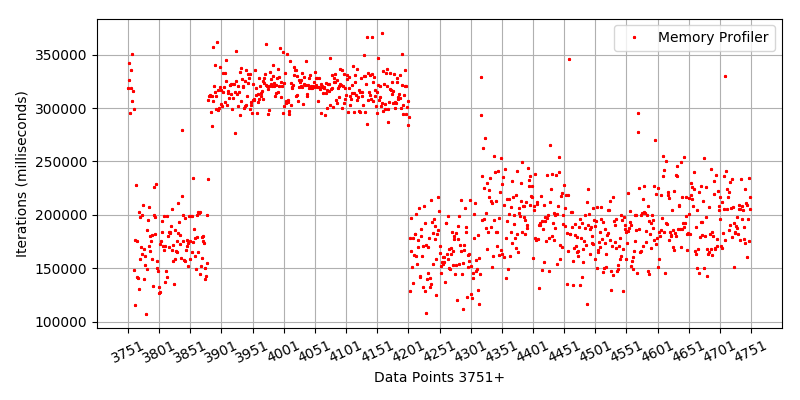 Memory Profiler
Iterations (milliseconds)
350000
300000
250000
200000
150000
100000
3751 3801 3851 3901 3951 4001 4051 4101 4151 4201 4251 4301 4351 4401 4451 4501 4551 4601 4651 4701 4751
Data Points 3751+